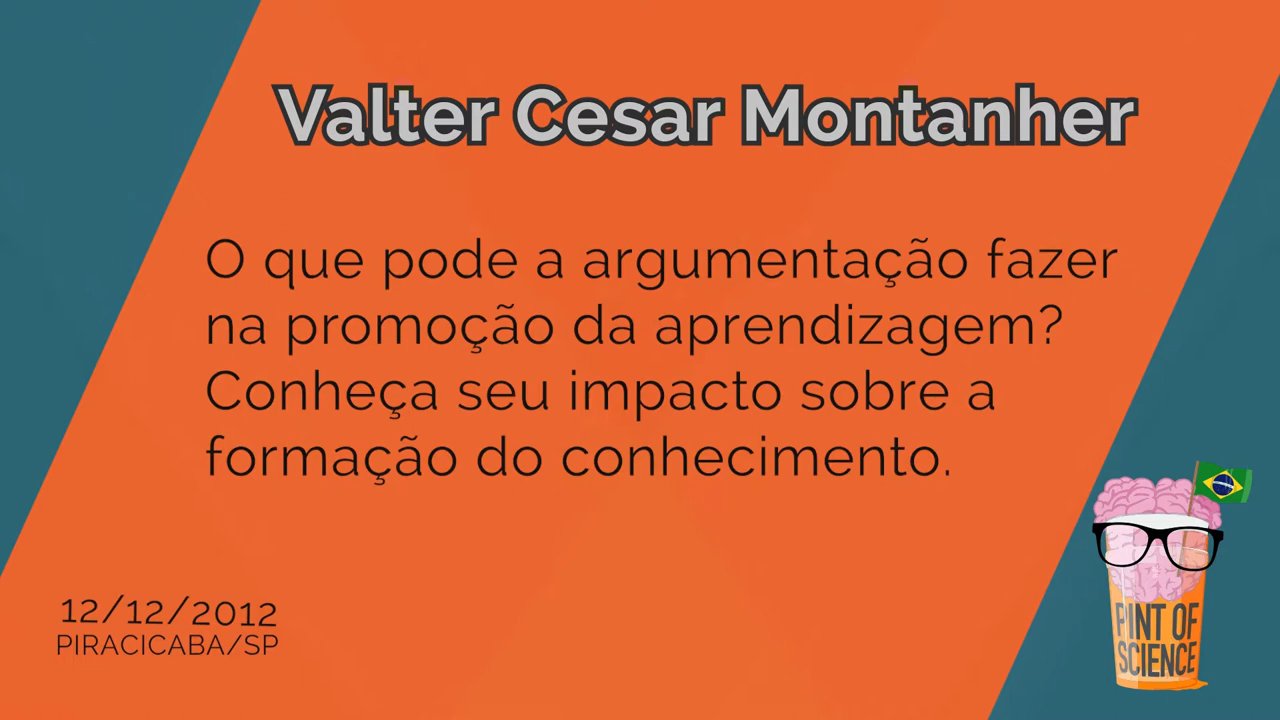 Valter Cesar Montanher
O que pode a argumentação fazer
na promoção da aprendizagem?
Conheça seu impacto sobre a
formação do conhecimento.
12/12/2012
PIRACICABA/SP
PINT OF
SCIENCE